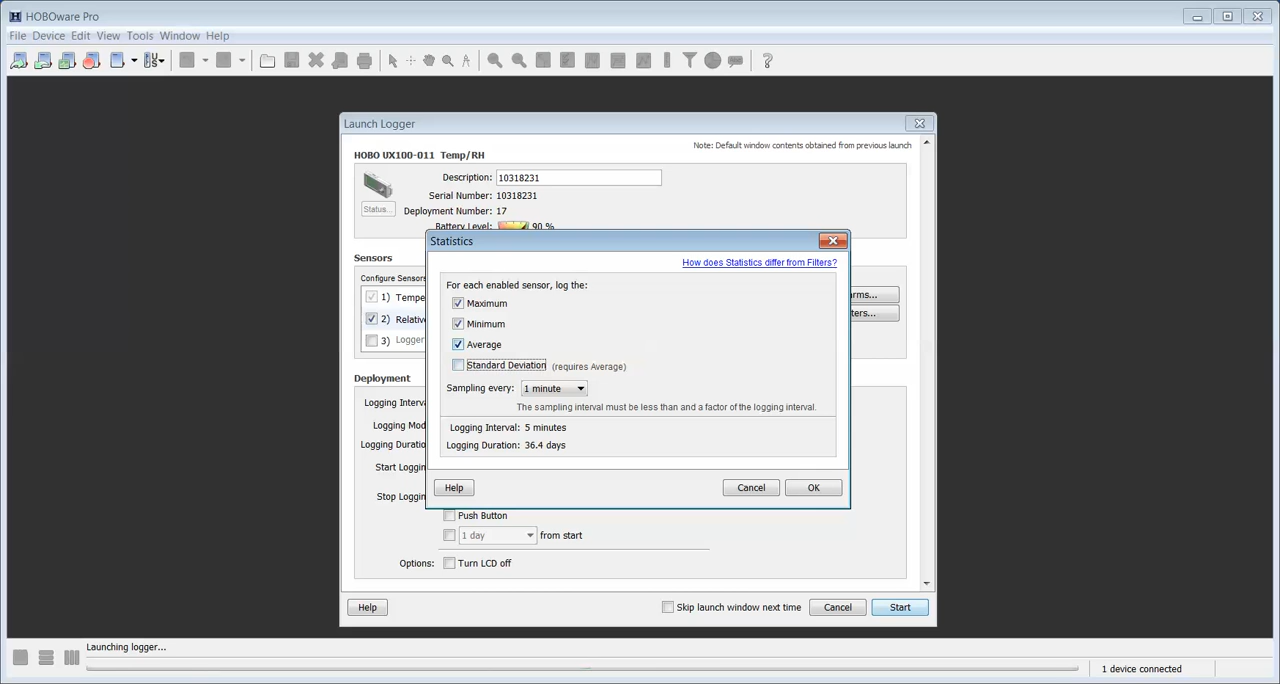 HOBOware Pro
File Device Edit View Tools Window Help
Launch Logger
Note: Default window contents obtained from previous launch
HOBO UX100-011 Temp/RH
Description: 10318231
Serial Number: 10318231
Status...
Deployment Number: 17
Battery Level: 90 %
Statistics
How does Statistics differ from Filters?
Sensors
Configure Sensors
For each enabled sensor, log the:
1) Tempe
Maximum
arms...
2) Relativ
Minimum
ters...
3) Logger
Average
Standard Deviation (requires Average)
Deployment
Sampling every: 1 minute
Logging Interva
The sampling interval must be less than and a factor of the logging interval.
Logging Mod
Logging Interval: 5 minutes
Logging Duration
Logging Duration: 36.4 days
Start Loggin
Help Cancel OK
Stop Loggin
Push Button
1 day from start
Options: Turn LCD off
Help Skip launch window next time Cancel Start
Launching logger...
1 device connected